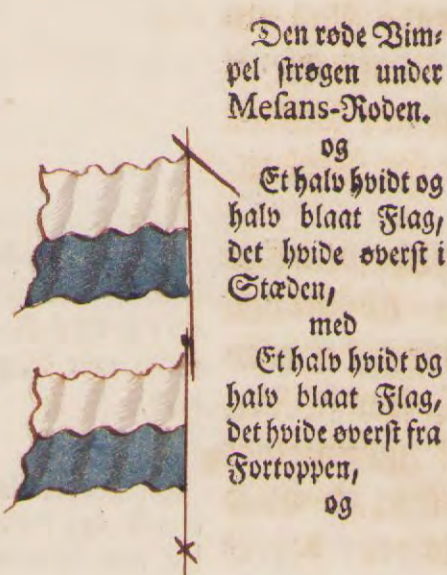 Den røde Vim-
pel strøgen under
Mesans-Roden.
og
Et halv hvidt og
halv blaat Flag,
det hvide øverst i
Stæden,
med
Et halv hvidt og
halv blaat Flag,
det hvide øverst fra
Fortoppen,
og